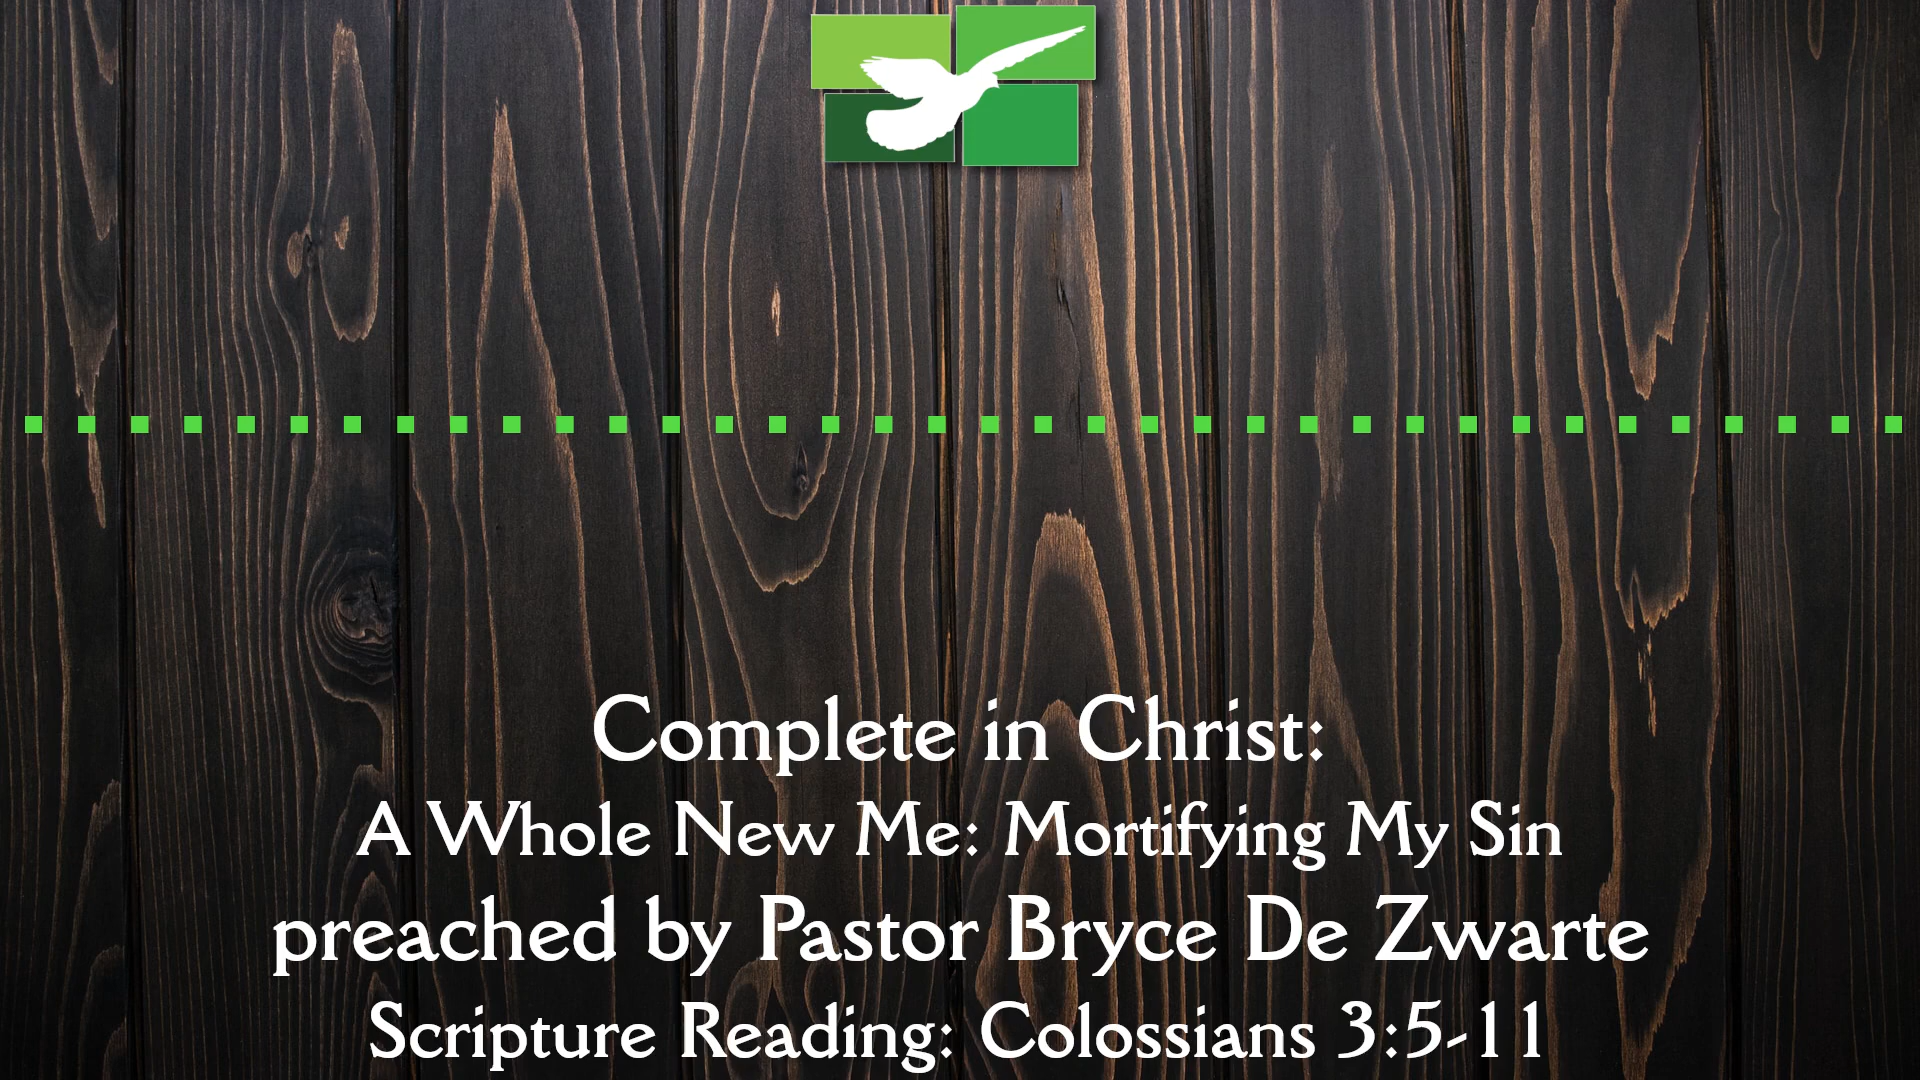 Complete in Christ:
A Whole New Me: Mortifying My Sin
preached by Pastor Bryce De Zwarte
Scripture Reading: Colossians 3:5-11